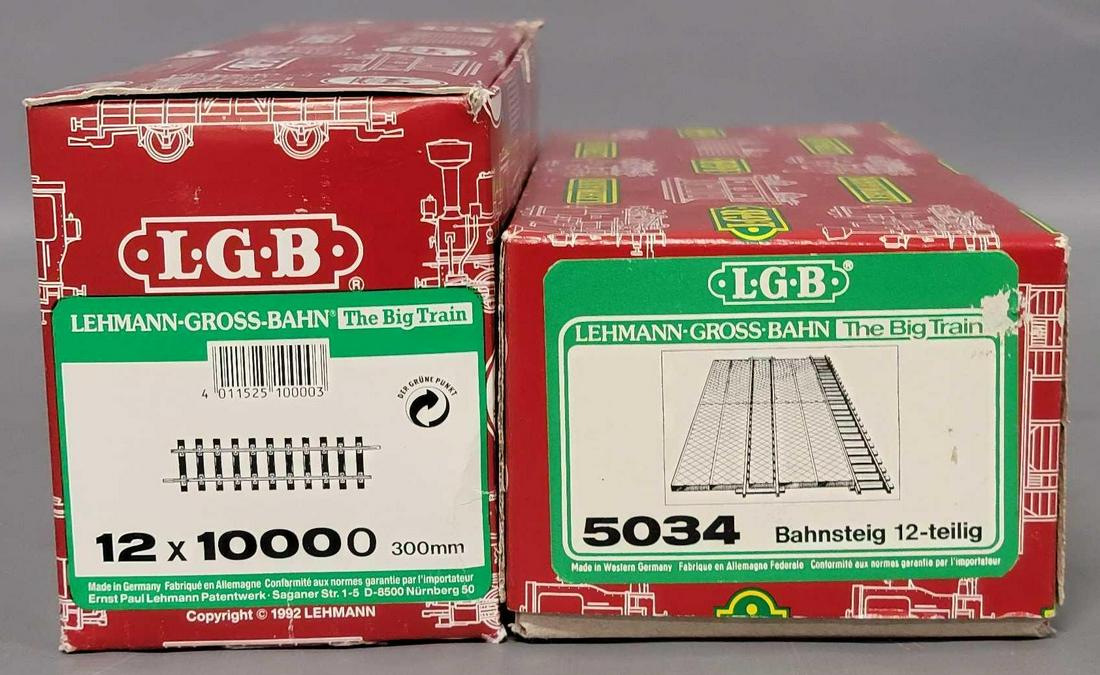 L·G·B®
LEHMANN-GROSS-BAHN® The Big Train
4 011525 100003
DER GRÜNE PUNKT
12 x 10000 300mm
Made in Germany Fabriqué en Allemagne Conformité aux normes garantie par l'importateur
Ernst Paul Lehmann Patentwerk · Saganer Str. 1-5 D-8500 Nürnberg 50
Copyright © 1992 LEHMANN
L·G·B
L·G·B®
LEHMANN-GROSS-BAHN The Big Train
5034 Bahnsteig 12-teilig
Made in Western Germany Fabrique en Allemagne Federale Conformité aux normes garantie par l'importateur